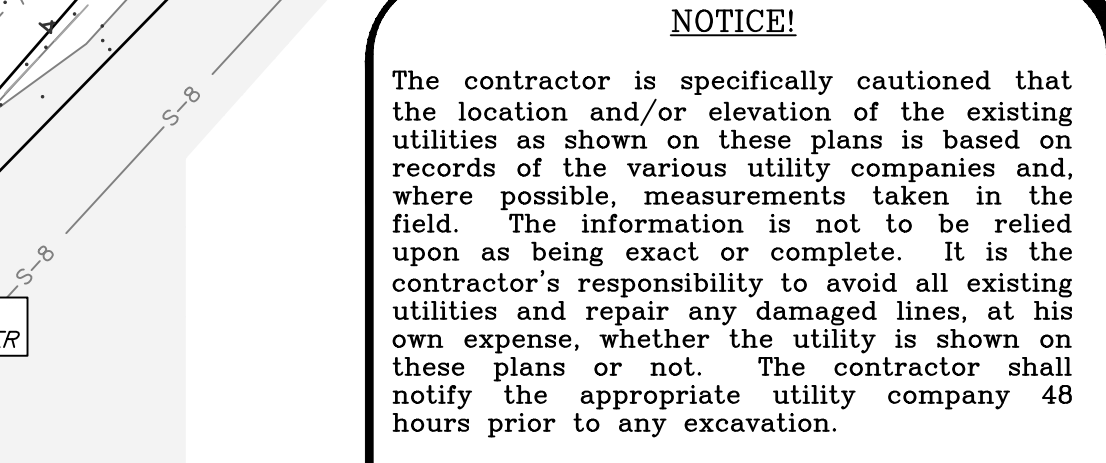 NOTICE!
The contractor is specifically cautioned that
the location and/or elevation of the existing
utilities as shown on these plans is based on
records of the various utility companies and,
where possible, measurements taken in the
field. The information is not to be relied
upon as being exact or complete. It is the
contractor's responsibility to avoid all existing
utilities and repair any damaged lines, at his
own expense, whether the utility is shown on
these plans or not. The contractor shall
notify the appropriate utility company 48
hours prior to any excavation.
S-8
S-8